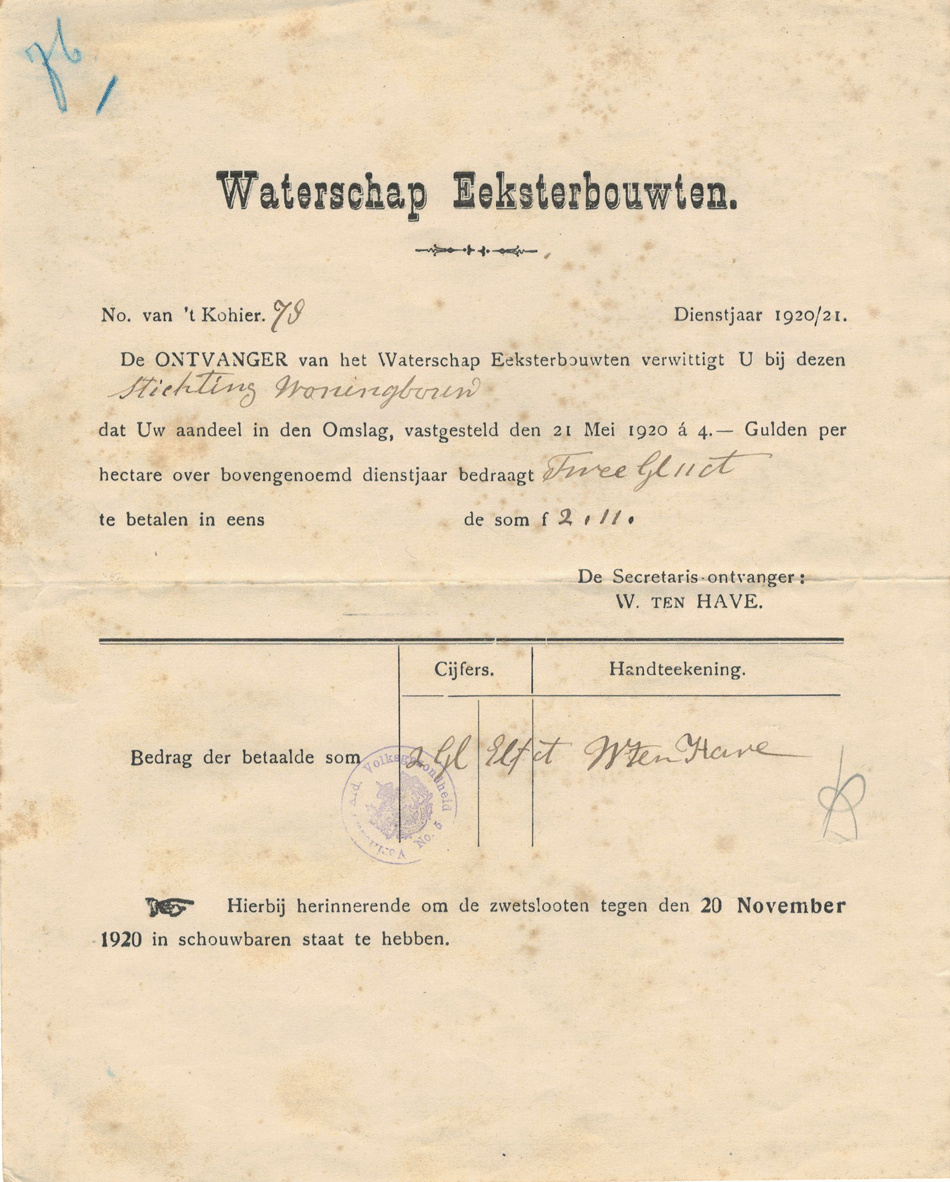 Waterschap Eeksterbouwten.
No. van 't Kohier. 78
Dienstjaar 1920/21.
De ONTVANGER van het Waterschap Eeksterbouwten verwittigt U bij dezen
Stichting Woningbouw
dat Uw aandeel in den Omslag, vastgesteld den 21 Mei 1920 á 4.— Gulden per
hectare over bovengenoemd dienstjaar bedraagt Twee Gl 11 ct
te betalen in eens de som f 2.11.
De Secretaris-ontvanger:
W. TEN HAVE.
Cijfers. Handteekening.
Bedrag der betaalde som 2 Gl Elf ct W ten Have
Volksgezondheid
No. 5
Hierbij herinnerende om de zwetslooten tegen den 20 November
1920 in schouwbaren staat te hebben.